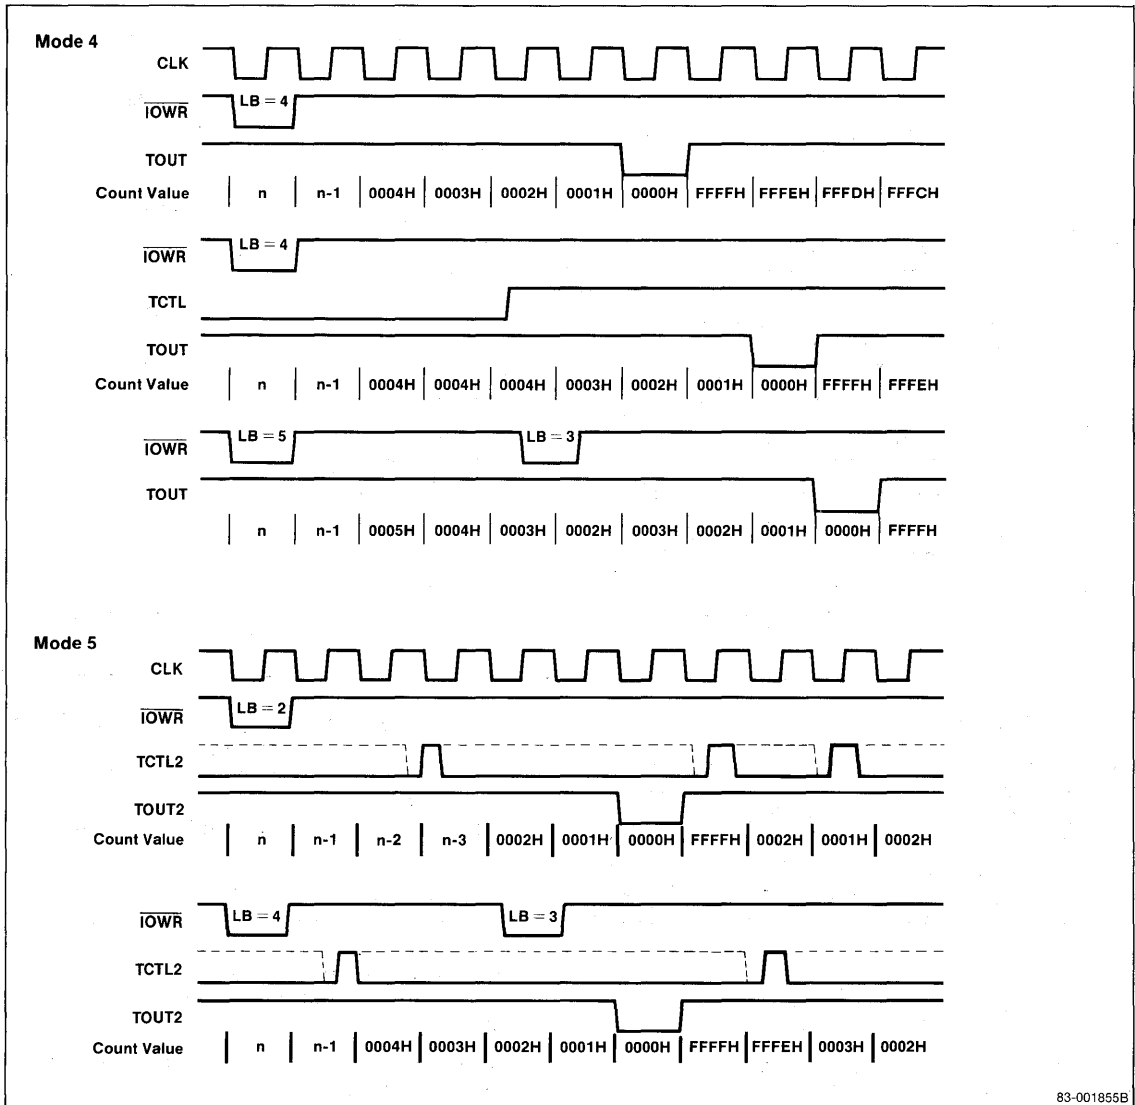 Mode 4
CLK
IOWR
LB = 4
TOUT
Count Value n n-1 0004H 0003H 0002H 0001H 0000H FFFFH FFFEH FFFDH FFFCH
IOWR
LB = 4
TCTL
TOUT
Count Value n n-1 0004H 0004H 0004H 0003H 0002H 0001H 0000H FFFFH FFFEH
IOWR
LB = 5 LB = 3
TOUT
n n-1 0005H 0004H 0003H 0002H 0003H 0002H 0001H 0000H FFFFH
Mode 5
CLK
IOWR
LB = 2
TCTL2
TOUT2
Count Value n n-1 n-2 n-3 0002H 0001H 0000H FFFFH 0002H 0001H 0002H
IOWR
LB = 4 LB = 3
TCTL2
TOUT2
Count Value n n-1 0004H 0003H 0002H 0001H 0000H FFFFH FFFEH 0003H 0002H
83-001855B